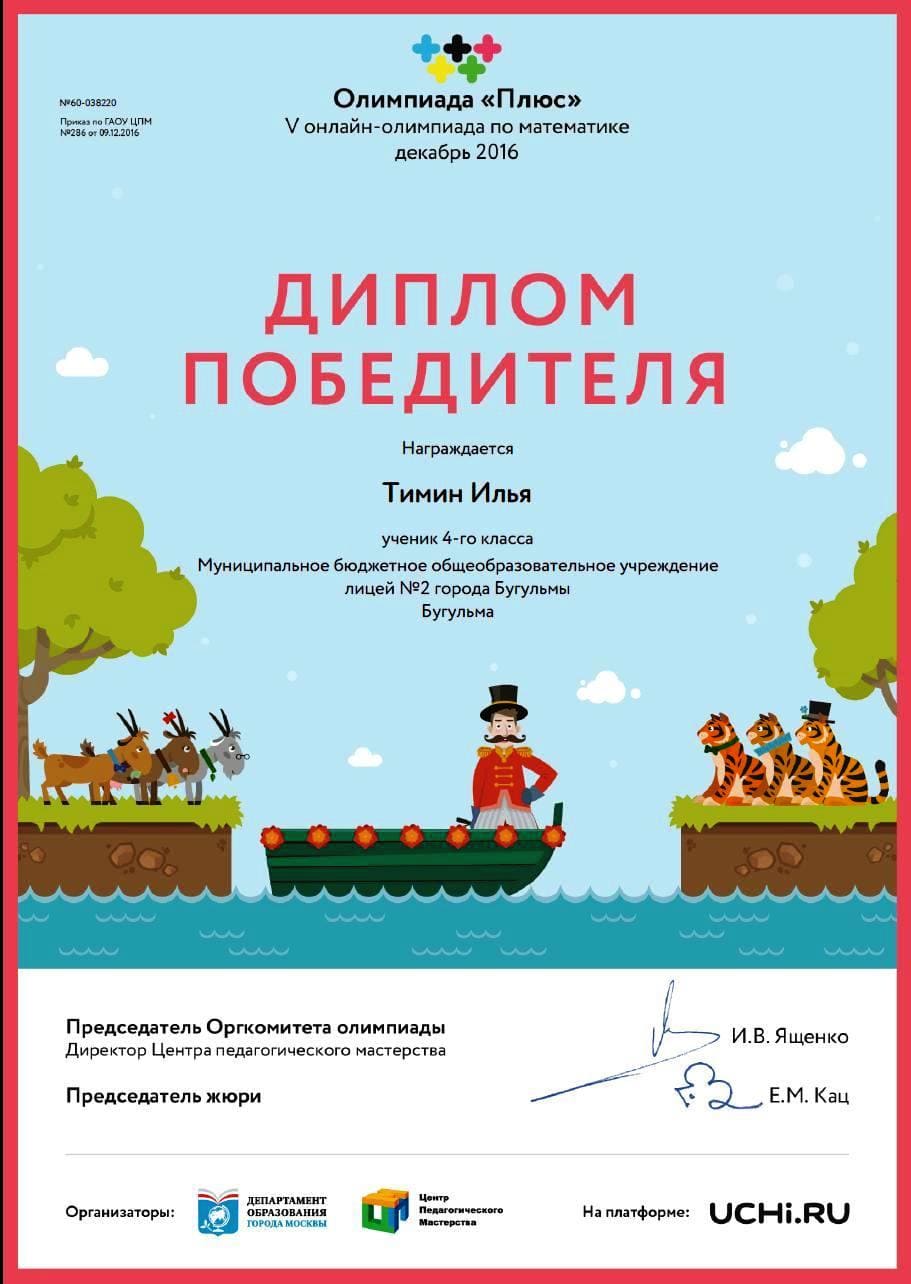 №60-038220
Приказ по ГАОУ ЦПМ
№286 от 09.12.2016
Олимпиада «Плюс»
V онлайн-олимпиада по математике
декабрь 2016
ДИПЛОМ
ПОБЕДИТЕЛЯ
Награждается
Тимин Илья
ученик 4-го класса
Муниципальное бюджетное общеобразовательное учреждение
лицей №2 города Бугульмы
Бугульма
Председатель Оргкомитета олимпиады
Директор Центра педагогического мастерства
И.В. Ященко
Председатель жюри
Е.М. Кац
Организаторы:
ДЕПАРТАМЕНТ
ОБРАЗОВАНИЯ
ГОРОДА МОСКВЫ
Центр
Педагогического
Мастерства
На платформе:
UCHi.RU